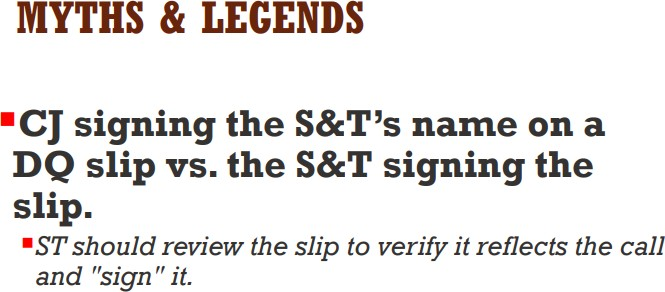 MYTHS & LEGENDS
▪CJ signing the S&T’s name on a
DQ slip vs. the S&T signing the
slip.
▪ST should review the slip to verify it reflects the call
and "sign" it.